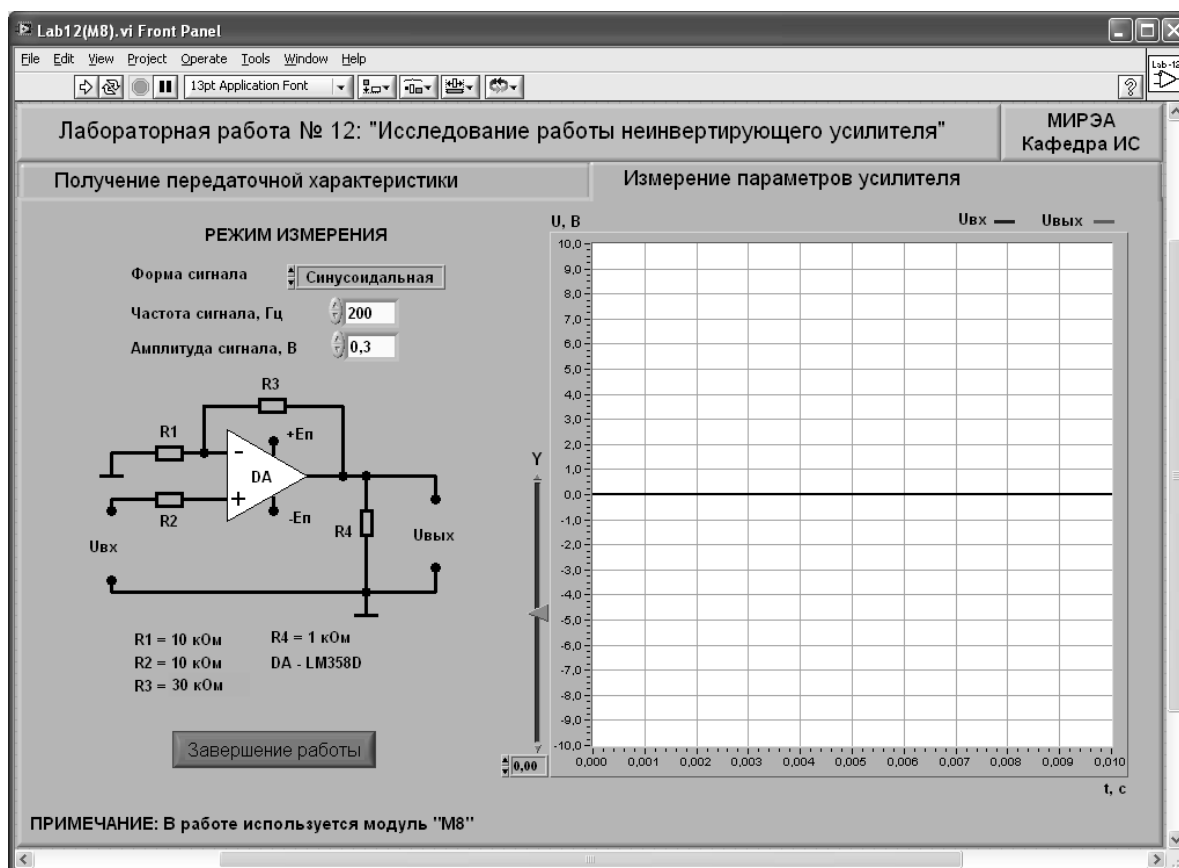 Lab12(M8).vi Front Panel
File Edit View Project Operate Tools Window Help
13pt Application Font
Lab-12
Лабораторная работа № 12: "Исследование работы неинвертирующего усилителя"
МИРЭА
Кафедра ИС
Получение передаточной характеристики
Измерение параметров усилителя
РЕЖИМ ИЗМЕРЕНИЯ
Форма сигнала Синусоидальная
Частота сигнала, Гц 200
Амплитуда сигнала, В 0,3
R3
R1
+Eп
-
DA
+
R2
-Eп
R4
Uвх
Uвых
R1 = 10 кОм
R2 = 10 кОм
R3 = 30 кОм
R4 = 1 кОм
DA - LM358D
Завершение работы
Y
0,00
U, В
Uвх
Uвых
10,0
9,0
8,0
7,0
6,0
5,0
4,0
3,0
2,0
1,0
0,0
-1,0
-2,0
-3,0
-4,0
-5,0
-6,0
-7,0
-8,0
-9,0
-10,0
0,000 0,001 0,002 0,003 0,004 0,005 0,006 0,007 0,008 0,009 0,010
t, c
ПРИМЕЧАНИЕ: В работе используется модуль "М8"